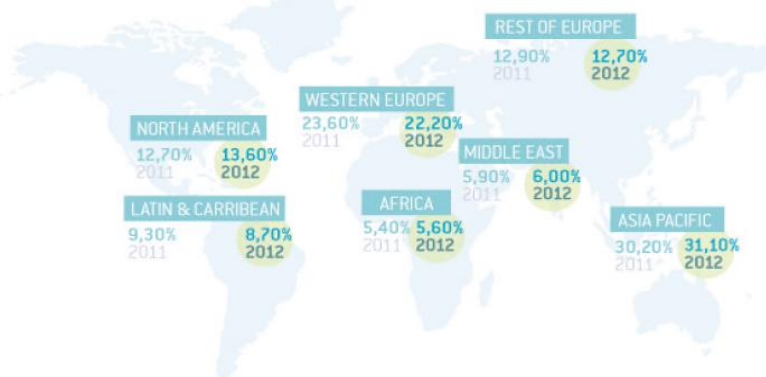 REST OF EUROPE
12,90% 12,70%
2011 2012
WESTERN EUROPE
23,60% 22,20%
2011 2012
NORTH AMERICA
12,70% 13,60%
2011 2012
MIDDLE EAST
5,90% 6,00%
2011 2012
LATIN & CARRIBEAN
9,30% 8,70%
2011 2012
AFRICA
5,40% 5,60%
2011 2012
ASIA PACIFIC
30,20% 31,10%
2011 2012